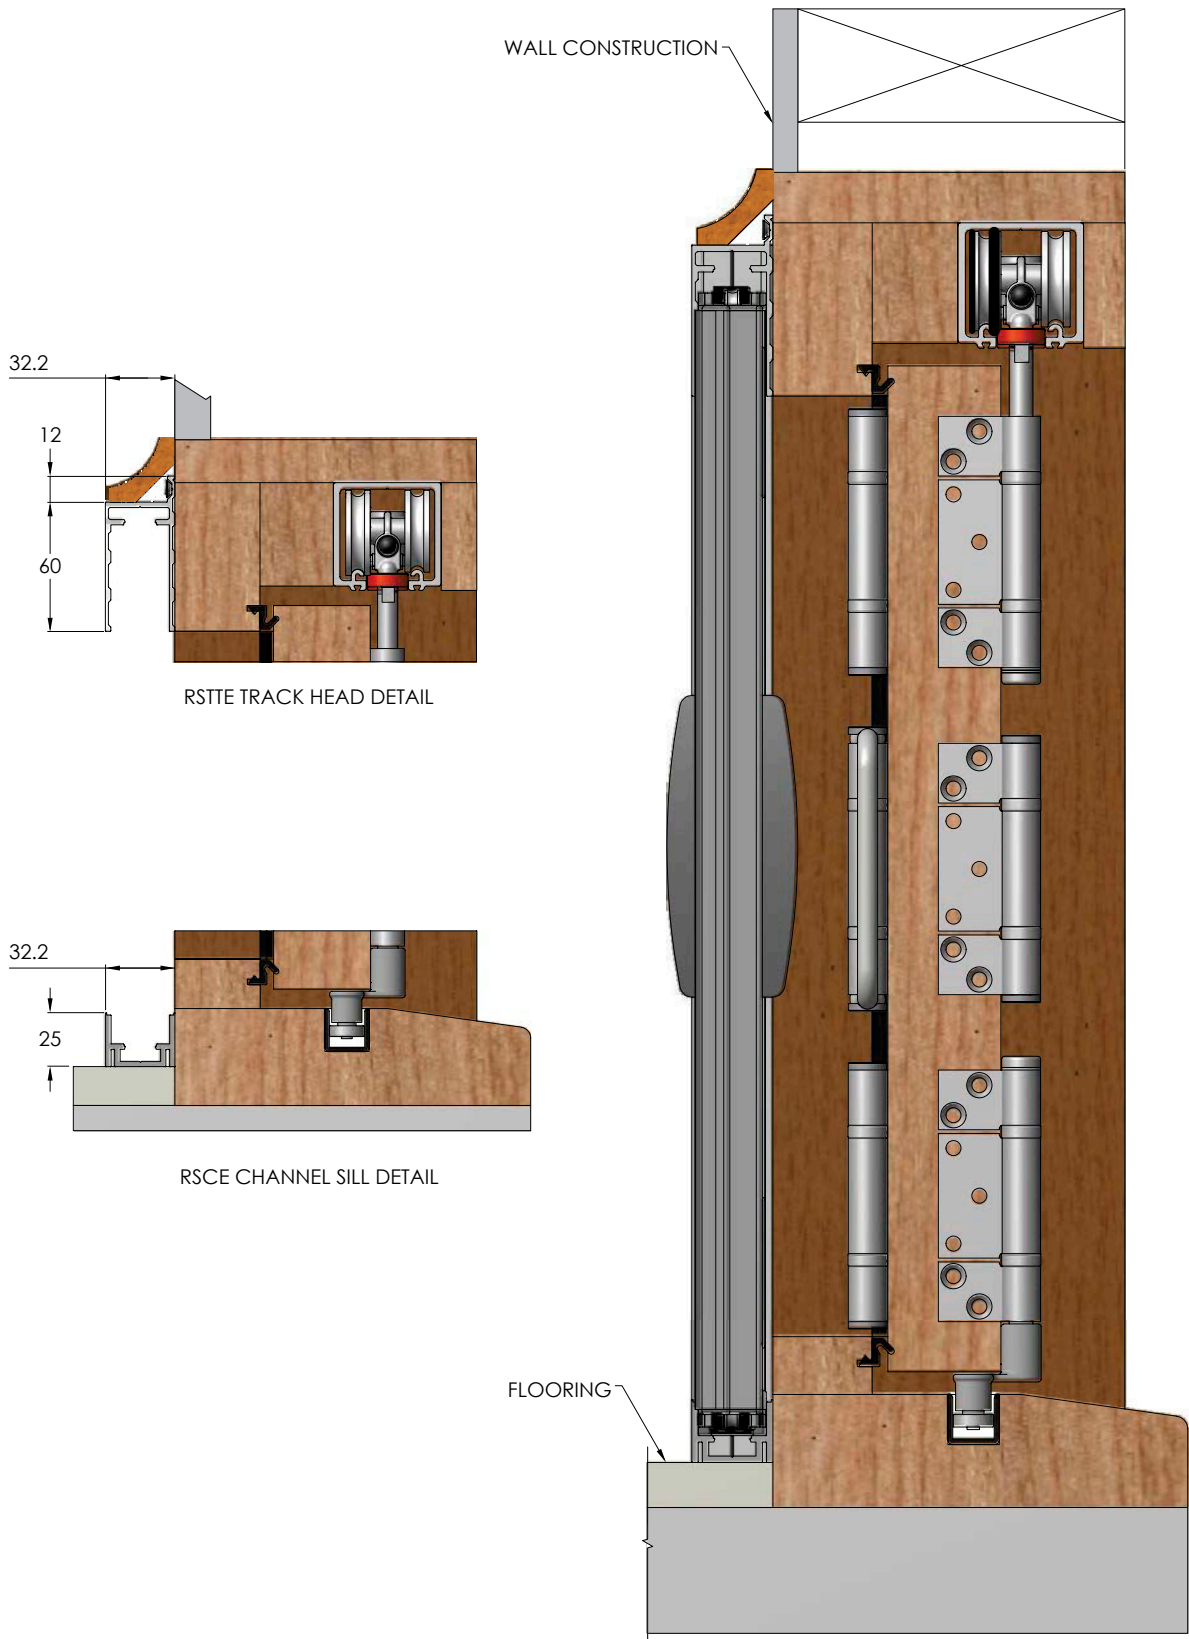 WALL CONSTRUCTION
32.2
12
60
RSTTE TRACK HEAD DETAIL
32.2
25
RSCE CHANNEL SILL DETAIL
FLOORING